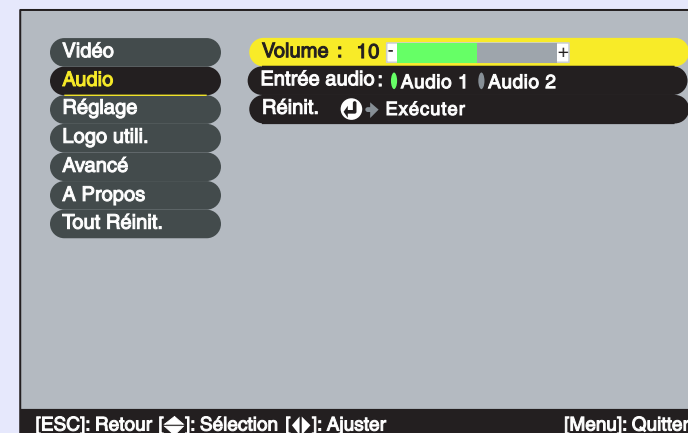 Vidéo
Audio
Réglage
Logo utili.
Avancé
A Propos
Tout Réinit.
Volume : 10 - +
Entrée audio: Audio 1 Audio 2
Réinit. Exécuter
[ESC]: Retour []: Sélection []: Ajuster [Menu]: Quitter